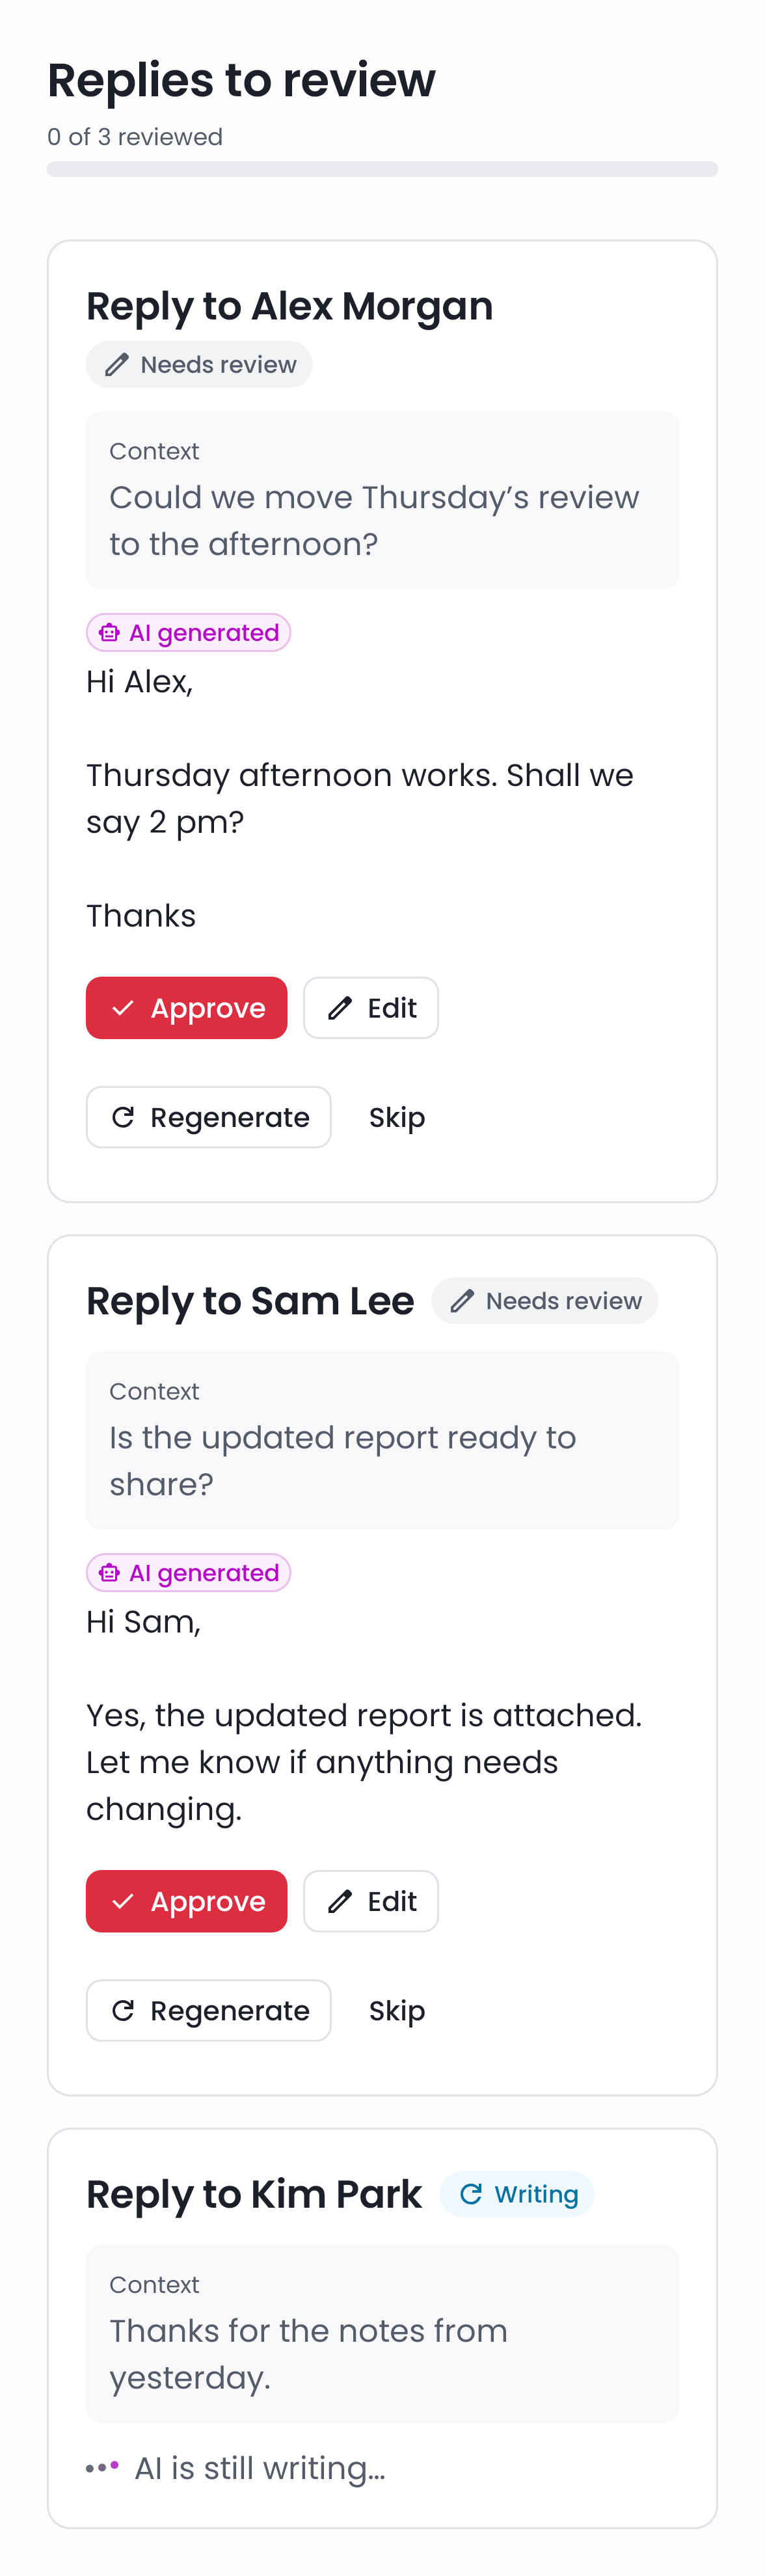 Replies to review
0 of 3 reviewed
Reply to Alex Morgan
Needs review
Context
Could we move Thursday’s review
to the afternoon?
AI generated
Hi Alex,
Thursday afternoon works. Shall we
say 2 pm?
Thanks
Approve
Edit
Regenerate
Skip
Reply to Sam Lee
Needs review
Context
Is the updated report ready to
share?
AI generated
Hi Sam,
Yes, the updated report is attached.
Let me know if anything needs
changing.
Approve
Edit
Regenerate
Skip
Reply to Kim Park
Writing
Context
Thanks for the notes from
yesterday.
AI is still writing…